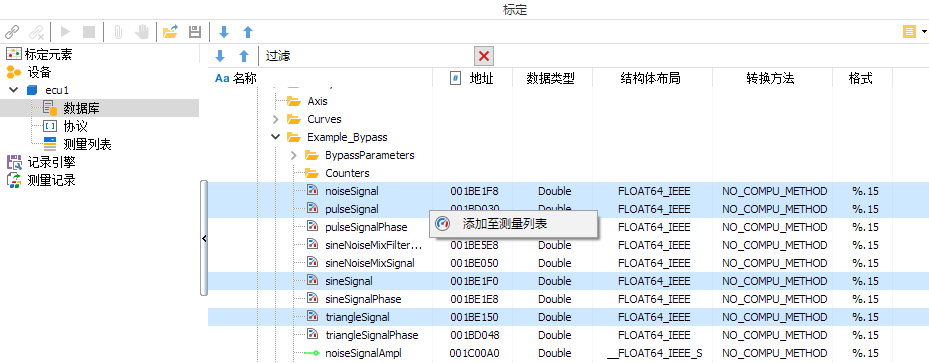 标定
标定元素
设备
ecu1
数据库
协议
测量列表
记录引擎
测量记录
过滤
Aa 名称 # 地址 数据类型 结构体布局 转换方法 格式
Axis
Curves
Example_Bypass
BypassParameters
Counters
noiseSignal 001BE1F8 Double FLOAT64_IEEE NO_COMPU_METHOD %.15
pulseSignal 001BD030 Double FLOAT64_IEEE NO_COMPU_METHOD %.15
添加至测量列表
pulseSignalPhase FLOAT64_IEEE NO_COMPU_METHOD %.15
sineNoiseMixFilter... 001BE5E8 Double FLOAT64_IEEE NO_COMPU_METHOD %.15
sineNoiseMixSignal 001BE050 Double FLOAT64_IEEE NO_COMPU_METHOD %.15
sineSignal 001BE1F0 Double FLOAT64_IEEE NO_COMPU_METHOD %.15
sineSignalPhase 001BE1E8 Double FLOAT64_IEEE NO_COMPU_METHOD %.15
triangleSignal 001BE150 Double FLOAT64_IEEE NO_COMPU_METHOD %.15
triangleSignalPhase 001BD048 Double FLOAT64_IEEE NO_COMPU_METHOD %.15
noiseSignalAmpl 001C00A0 Double __FLOAT64_IEEE_S NO_COMPU_METHOD %.15